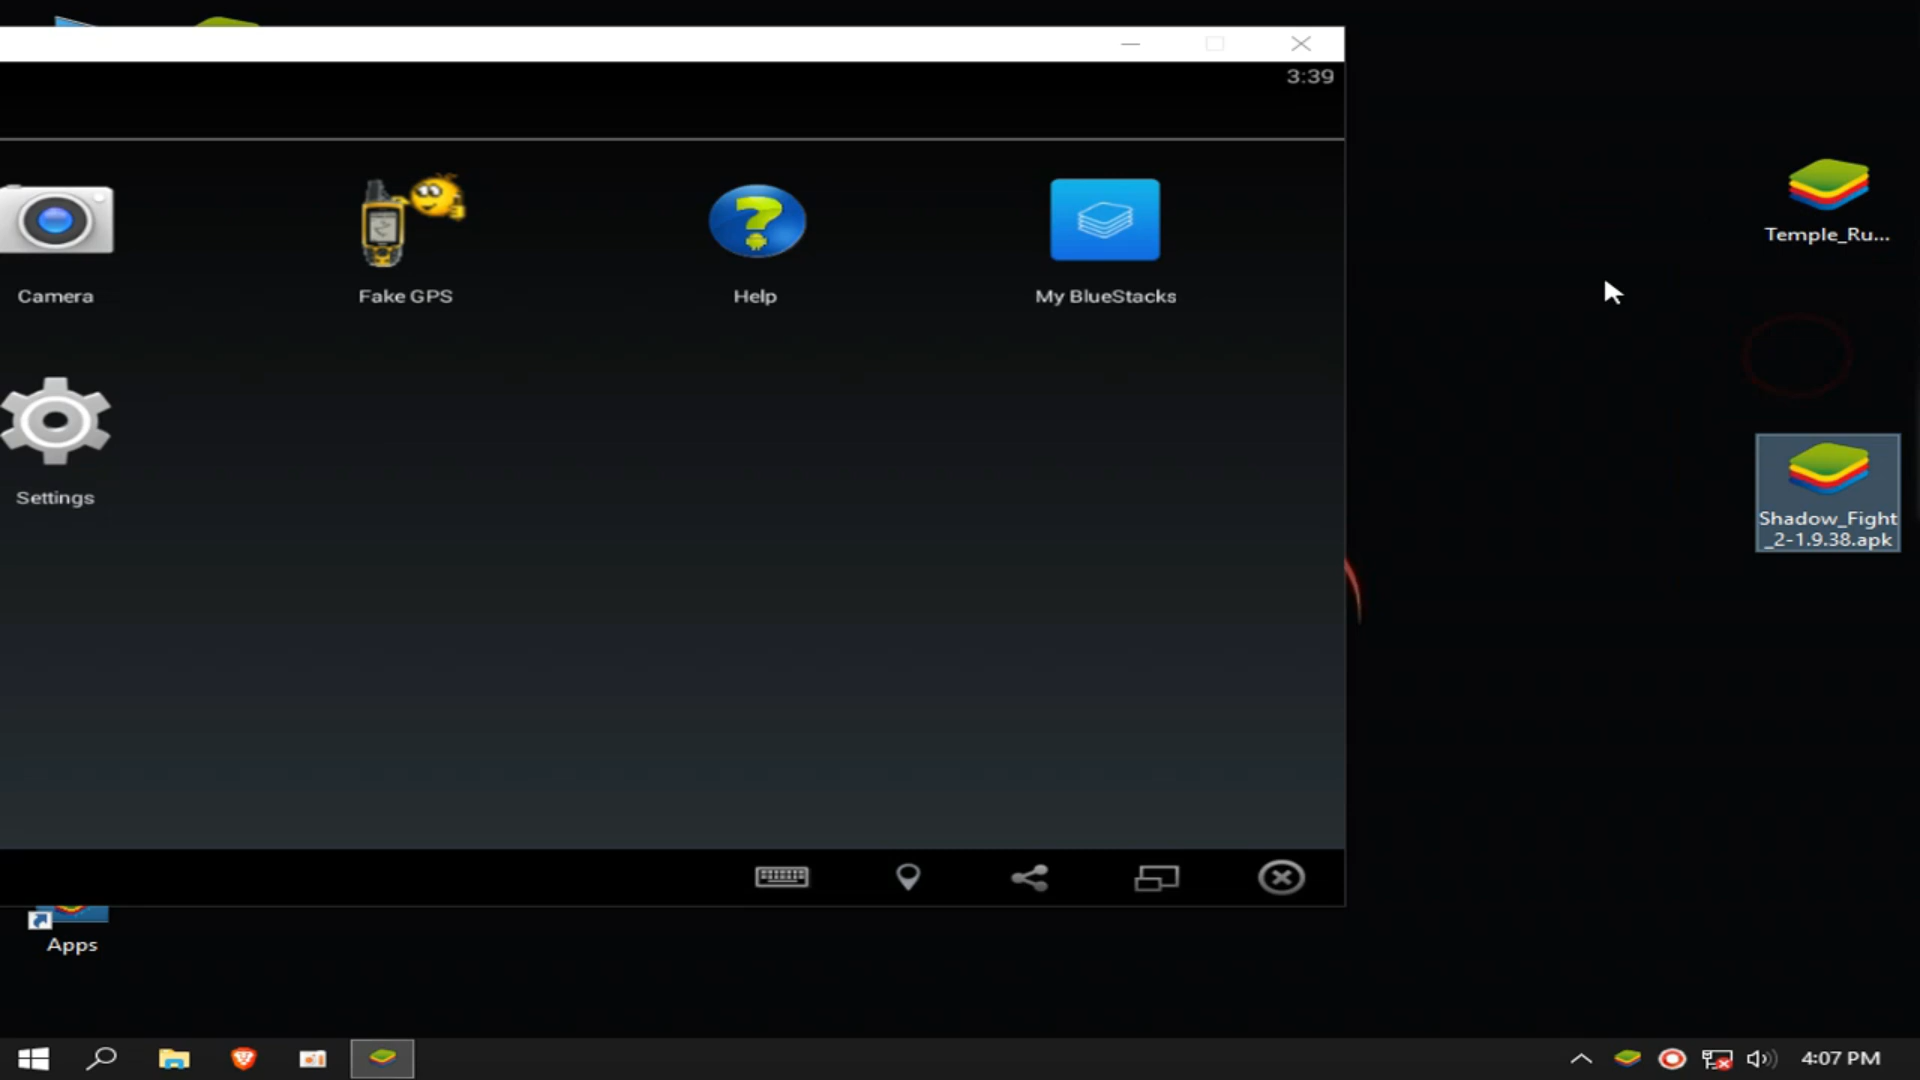 3:39
Camera
Fake GPS
Help
My BlueStacks
Settings
Temple_Ru...
Shadow_Fight
_2-1.9.38.apk
Apps
4:07 PM